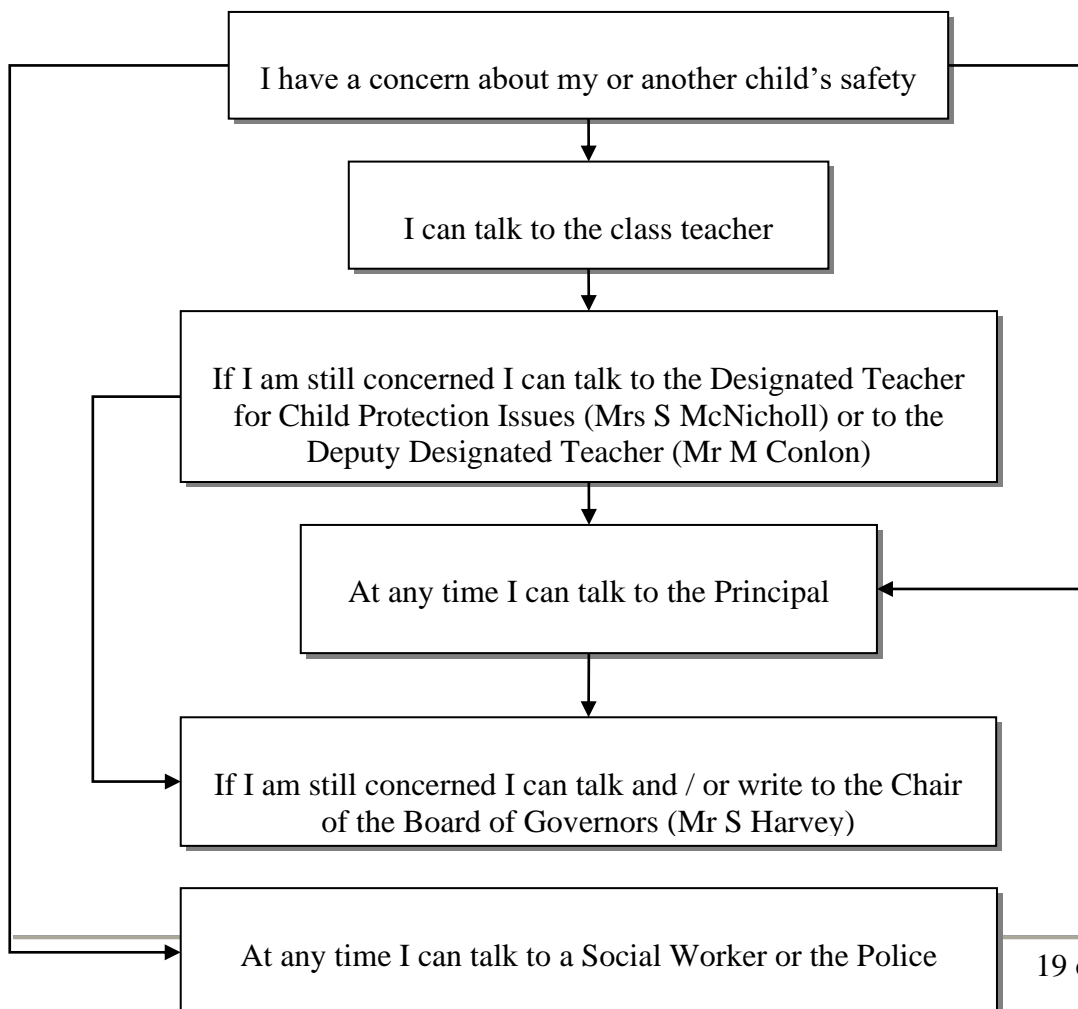 I have a concern about my or another child's safety
I can talk to the class teacher
If I am still concerned I can talk to the Designated Teacher
for Child Protection Issues (Mrs S McNicholl) or to the
Deputy Designated Teacher (Mr M Conlon)
At any time I can talk to the Principal
If I am still concerned I can talk and / or write to the Chair
of the Board of Governors (Mr S Harvey)
At any time I can talk to a Social Worker or the Police
19